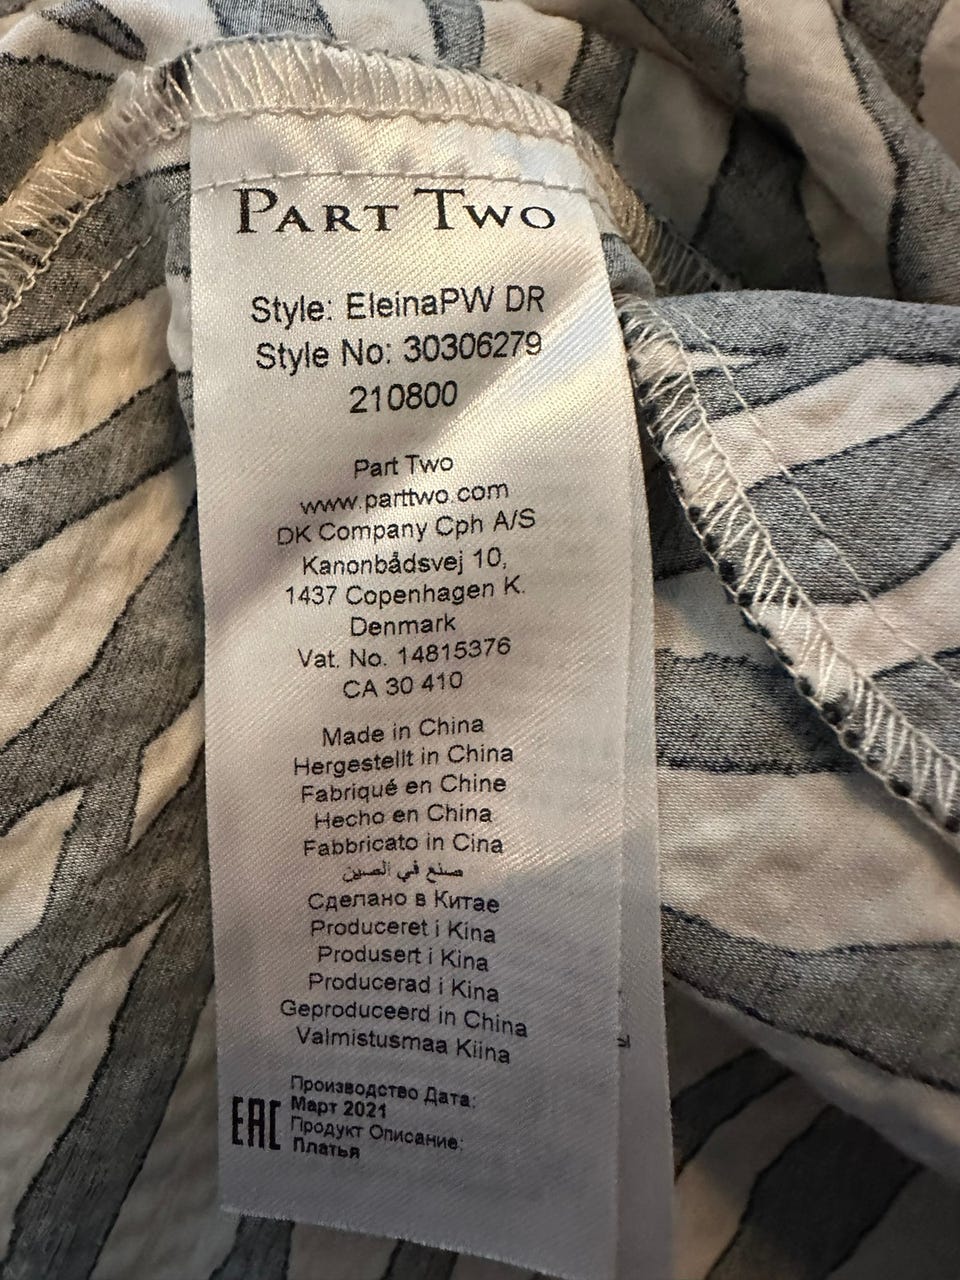 PART TWO
Style: EleinaPW DR
Style No: 30306279
210800
Part Two
www.parttwo.com
DK Company Cph A/S
Kanonbådsvej 10,
1437 Copenhagen K.
Denmark
Vat. No. 14815376
CA 30 410
Made in China
Hergestellt in China
Fabriqué en Chine
Hecho en China
Fabbricato in Cina
صنع في الصين
Сделано в Китае
Produceret i Kina
Produsert i Kina
Producerad i Kina
Geproduceerd in China
Valmistusmaa Kiina
Производство Дата:
Март 2021
EAC
Продукт Описание:
Платья